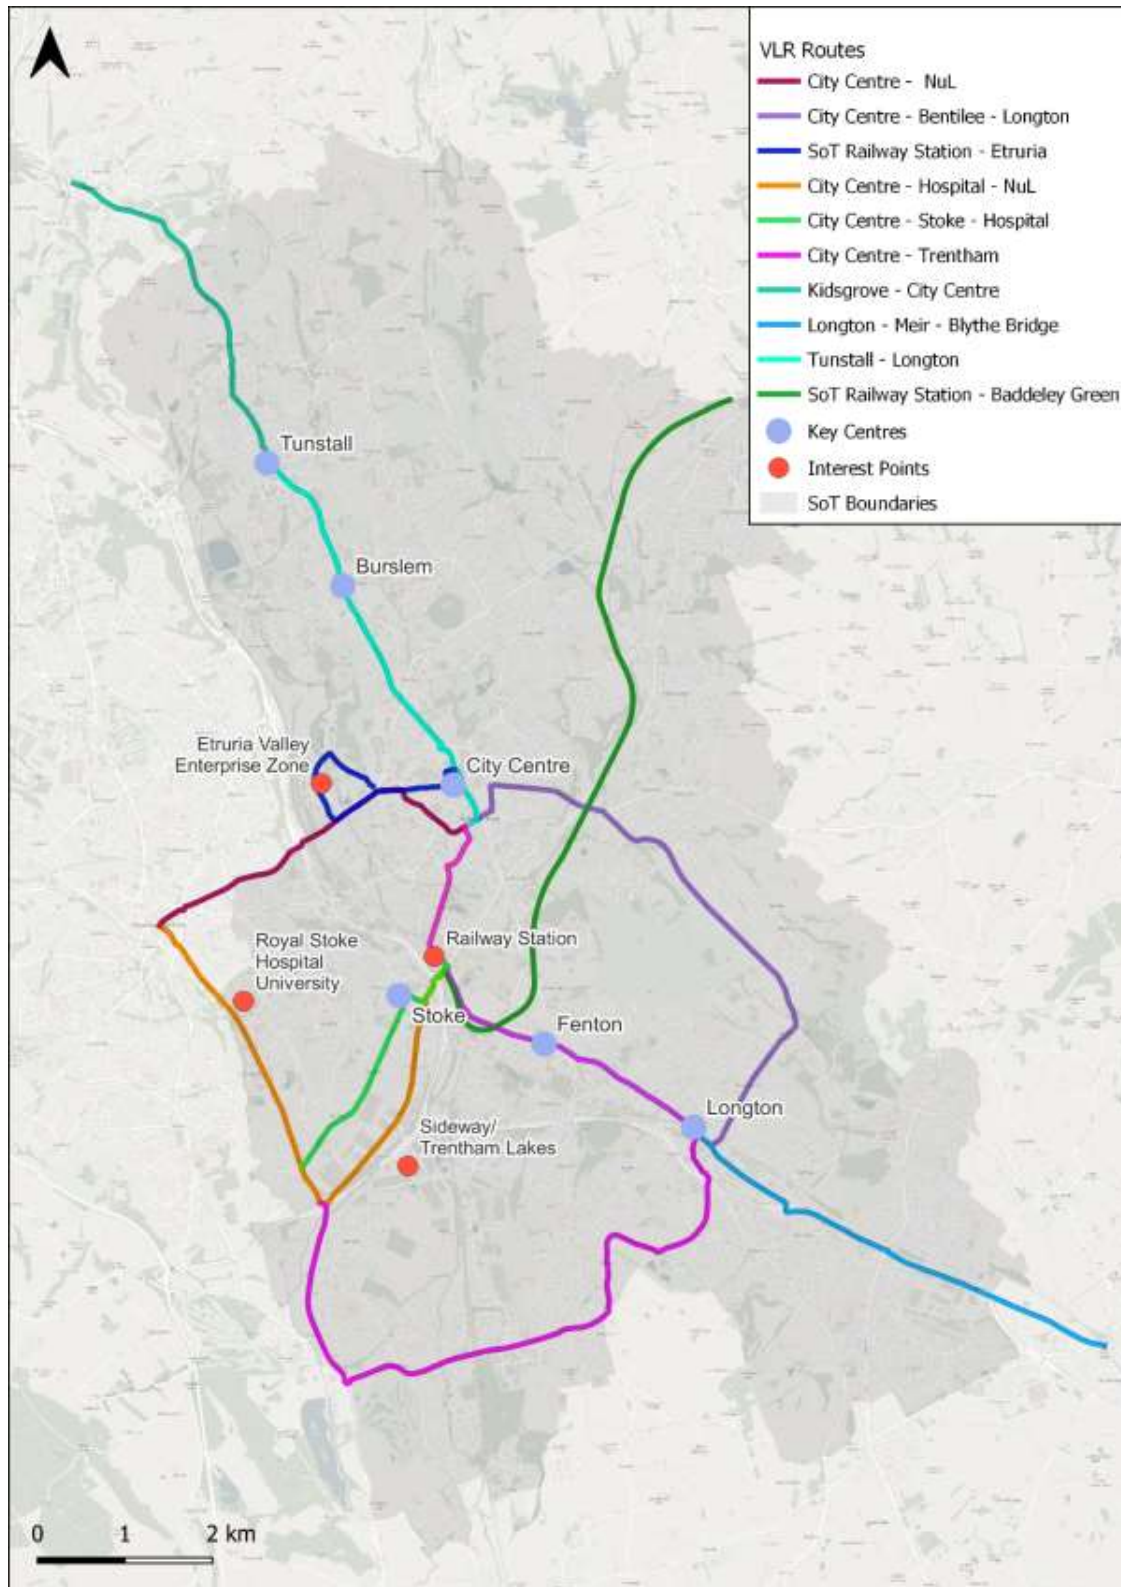 VLR Routes
City Centre - NuL
City Centre - Bentilee - Longton
SoT Railway Station - Etruria
City Centre - Hospital - NuL
City Centre - Stoke - Hospital
City Centre - Trentham
Kidsgrove - City Centre
Longton - Meir - Blythe Bridge
Tunstall - Longton
SoT Railway Station - Baddeley Green
Key Centres
Interest Points
SoT Boundaries
Tunstall
Burslem
Etruria Valley
Enterprise Zone
City Centre
Royal Stoke
Hospital
University
Railway Station
Stoke
Fenton
Longton
Sideway/
Trentham Lakes
0 1 2 km